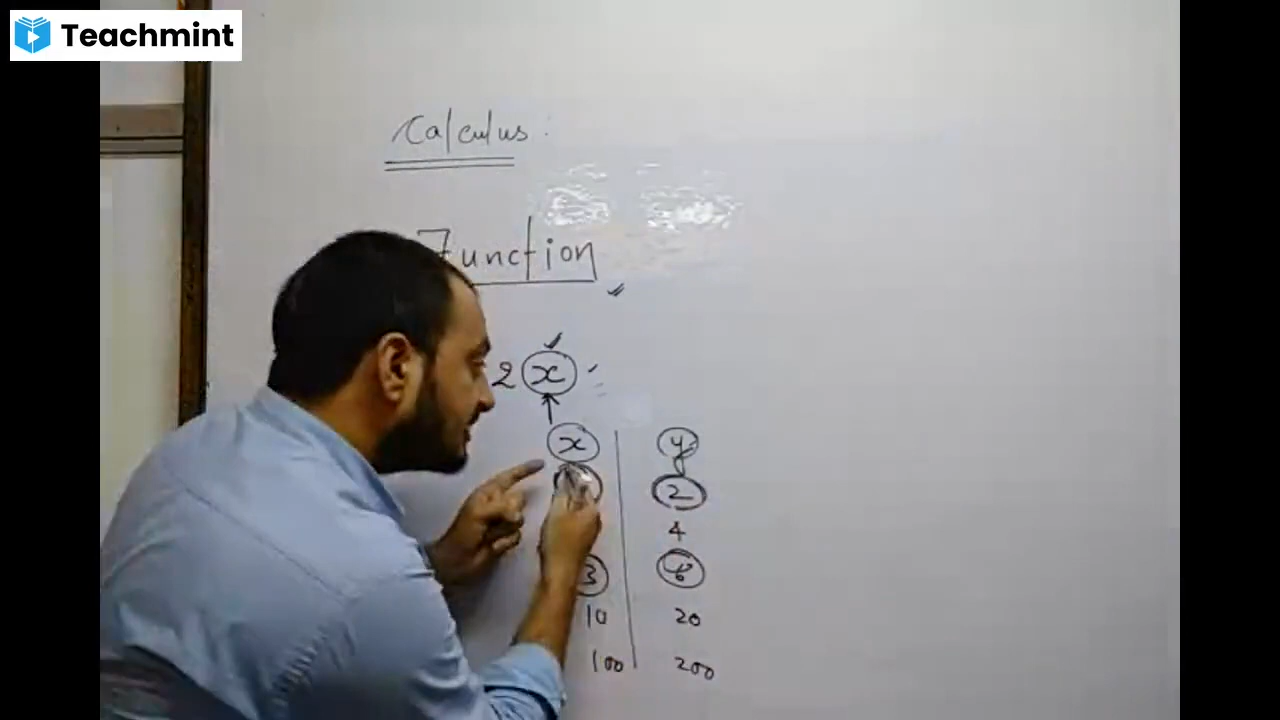 Teachmint
Calculus :
Function
2 x
x y
2
4
3 6
10 20
100 200